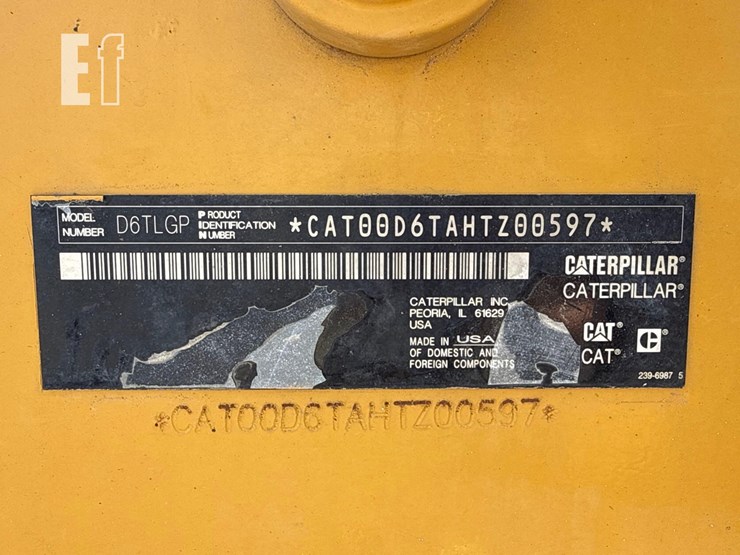 Ef
MODEL NUMBER D6TLGP PRODUCT IDENTIFICATION NUMBER *CAT00D6TAHTZ00597*
CATERPILLAR®
CATERPILLAR®
CATERPILLAR INC.
PEORIA, IL 61629
USA
MADE IN USA
OF DOMESTIC AND
FOREIGN COMPONENTS
CAT® C®
CAT®
239-6987 5
*CAT00D6TAHTZ00597*